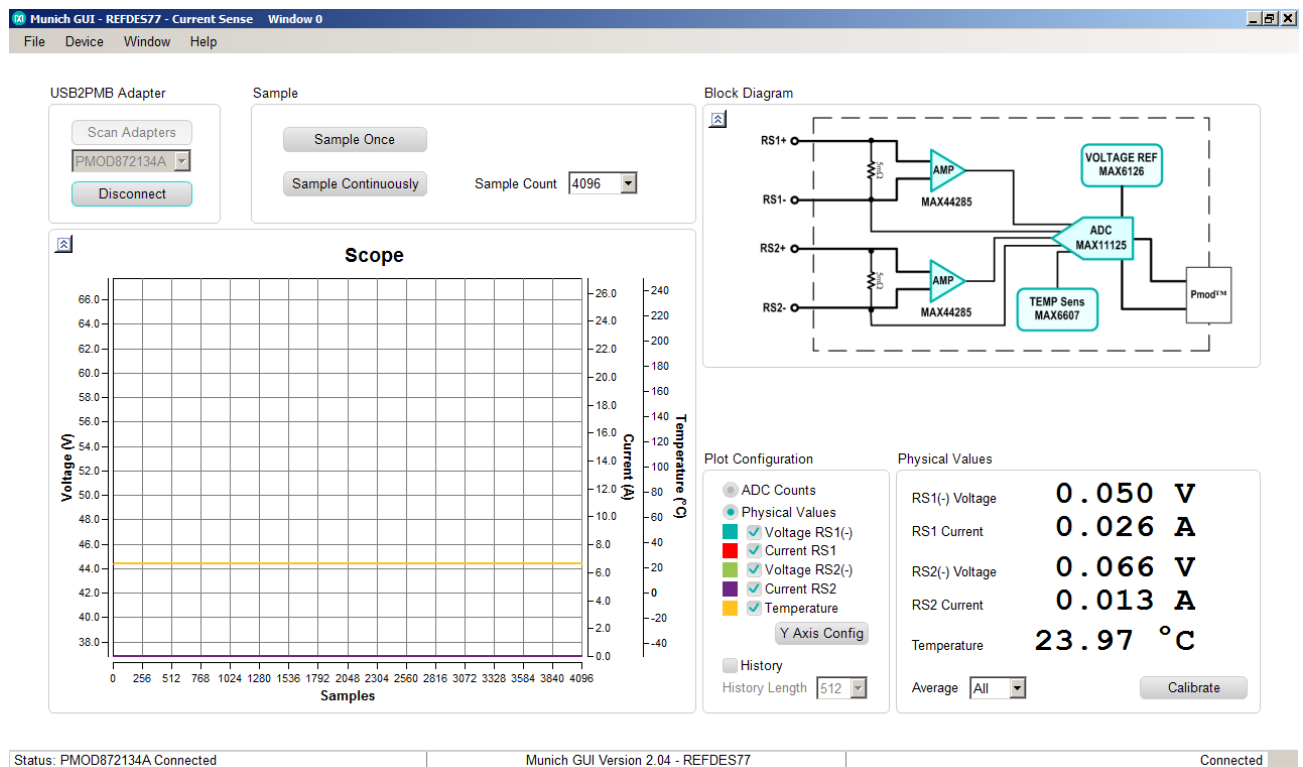 Munich GUI - REFDES77 - Current Sense Window 0
File Device Window Help
USB2PMB Adapter
Scan Adapters
PMOD872134A
Disconnect
Sample
Sample Once
Sample Continuously
Sample Count 4096
Block Diagram
RS1+
RS1-
RS2+
RS2-
5mΩ
5mΩ
AMP
MAX44285
AMP
MAX44285
VOLTAGE REF
MAX6126
ADC
MAX11125
TEMP Sens
MAX6607
Pmod™
Scope
Voltage (V)
66.0
64.0
62.0
60.0
58.0
56.0
54.0
52.0
50.0
48.0
46.0
44.0
42.0
40.0
38.0
26.0
24.0
22.0
20.0
18.0
16.0
14.0
12.0
10.0
8.0
6.0
4.0
2.0
0.0
Current (A)
240
220
200
180
160
140
120
100
80
60
40
20
0
-20
-40
Temperature (°C)
0 256 512 768 1024 1280 1536 1792 2048 2304 2560 2816 3072 3328 3584 3840 4096
Samples
Plot Configuration
ADC Counts
Physical Values
Voltage RS1(-)
Current RS1
Voltage RS2(-)
Current RS2
Temperature
Y Axis Config
History
History Length 512
Physical Values
RS1(-) Voltage 0.050 V
RS1 Current 0.026 A
RS2(-) Voltage 0.066 V
RS2 Current 0.013 A
Temperature 23.97 °C
Average All
Calibrate
Status: PMOD872134A Connected
Munich GUI Version 2.04 - REFDES77
Connected